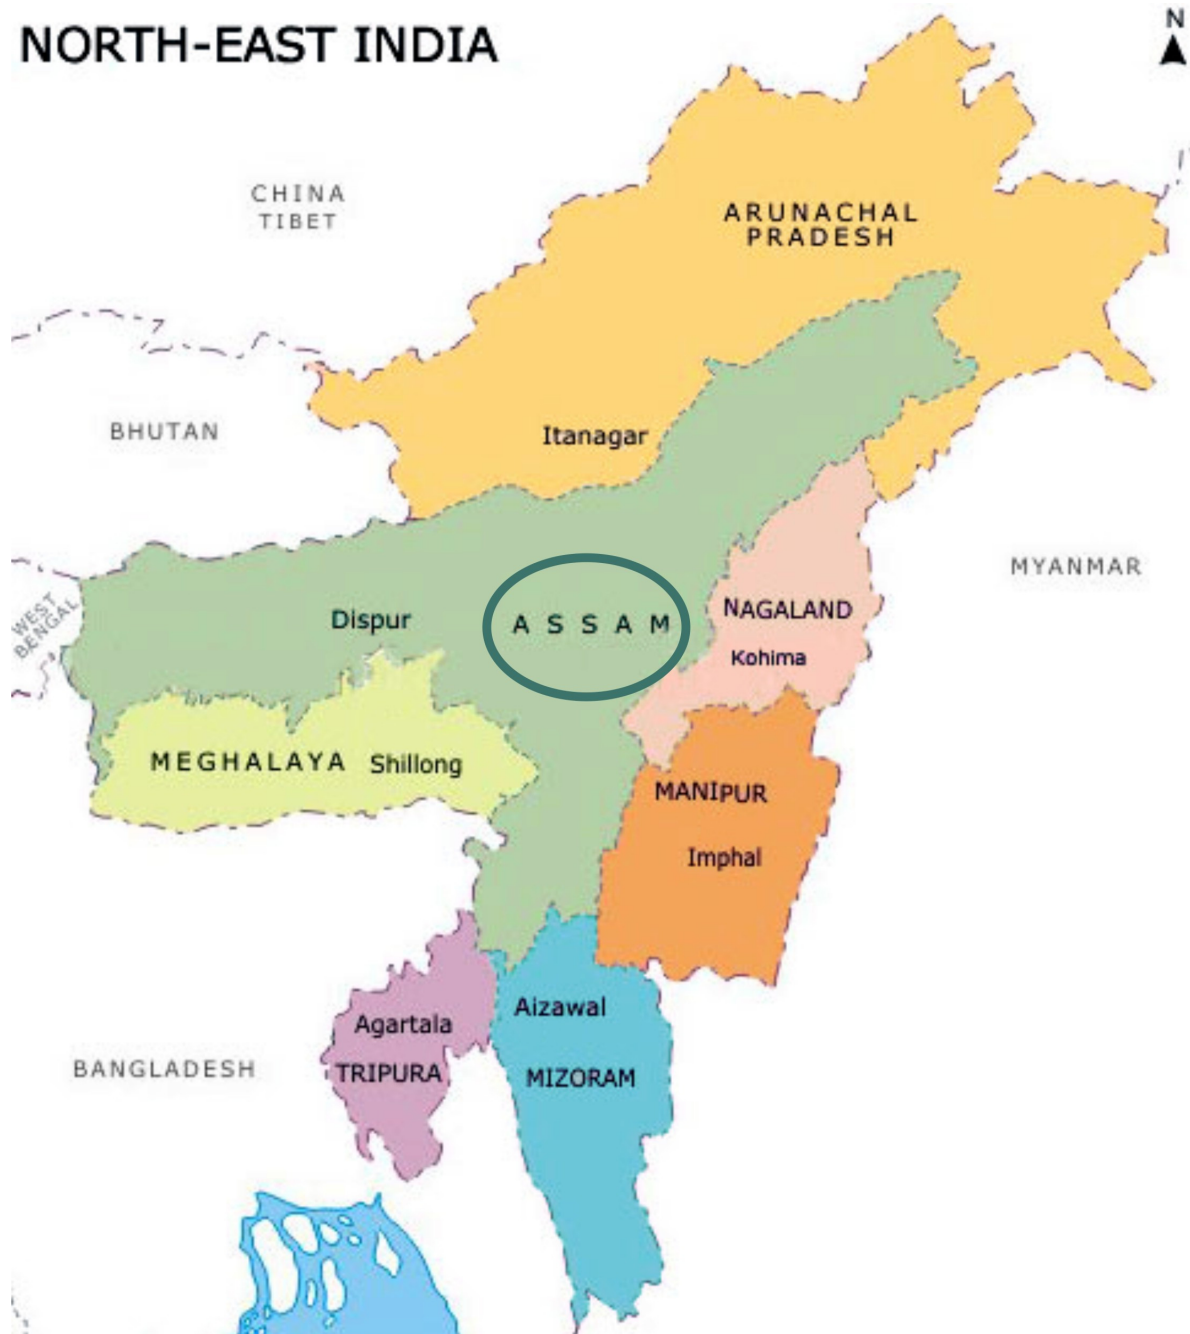 NORTH-EAST INDIA
N
CHINA
TIBET
ARUNACHAL
PRADESH
BHUTAN
Itanagar
MYANMAR
WEST
BENGAL
Dispur
ASSAM
NAGALAND
Kohima
MEGHALAYA
Shillong
MANIPUR
Imphal
Aizawal
Agartala
BANGLADESH
TRIPURA
MIZORAM